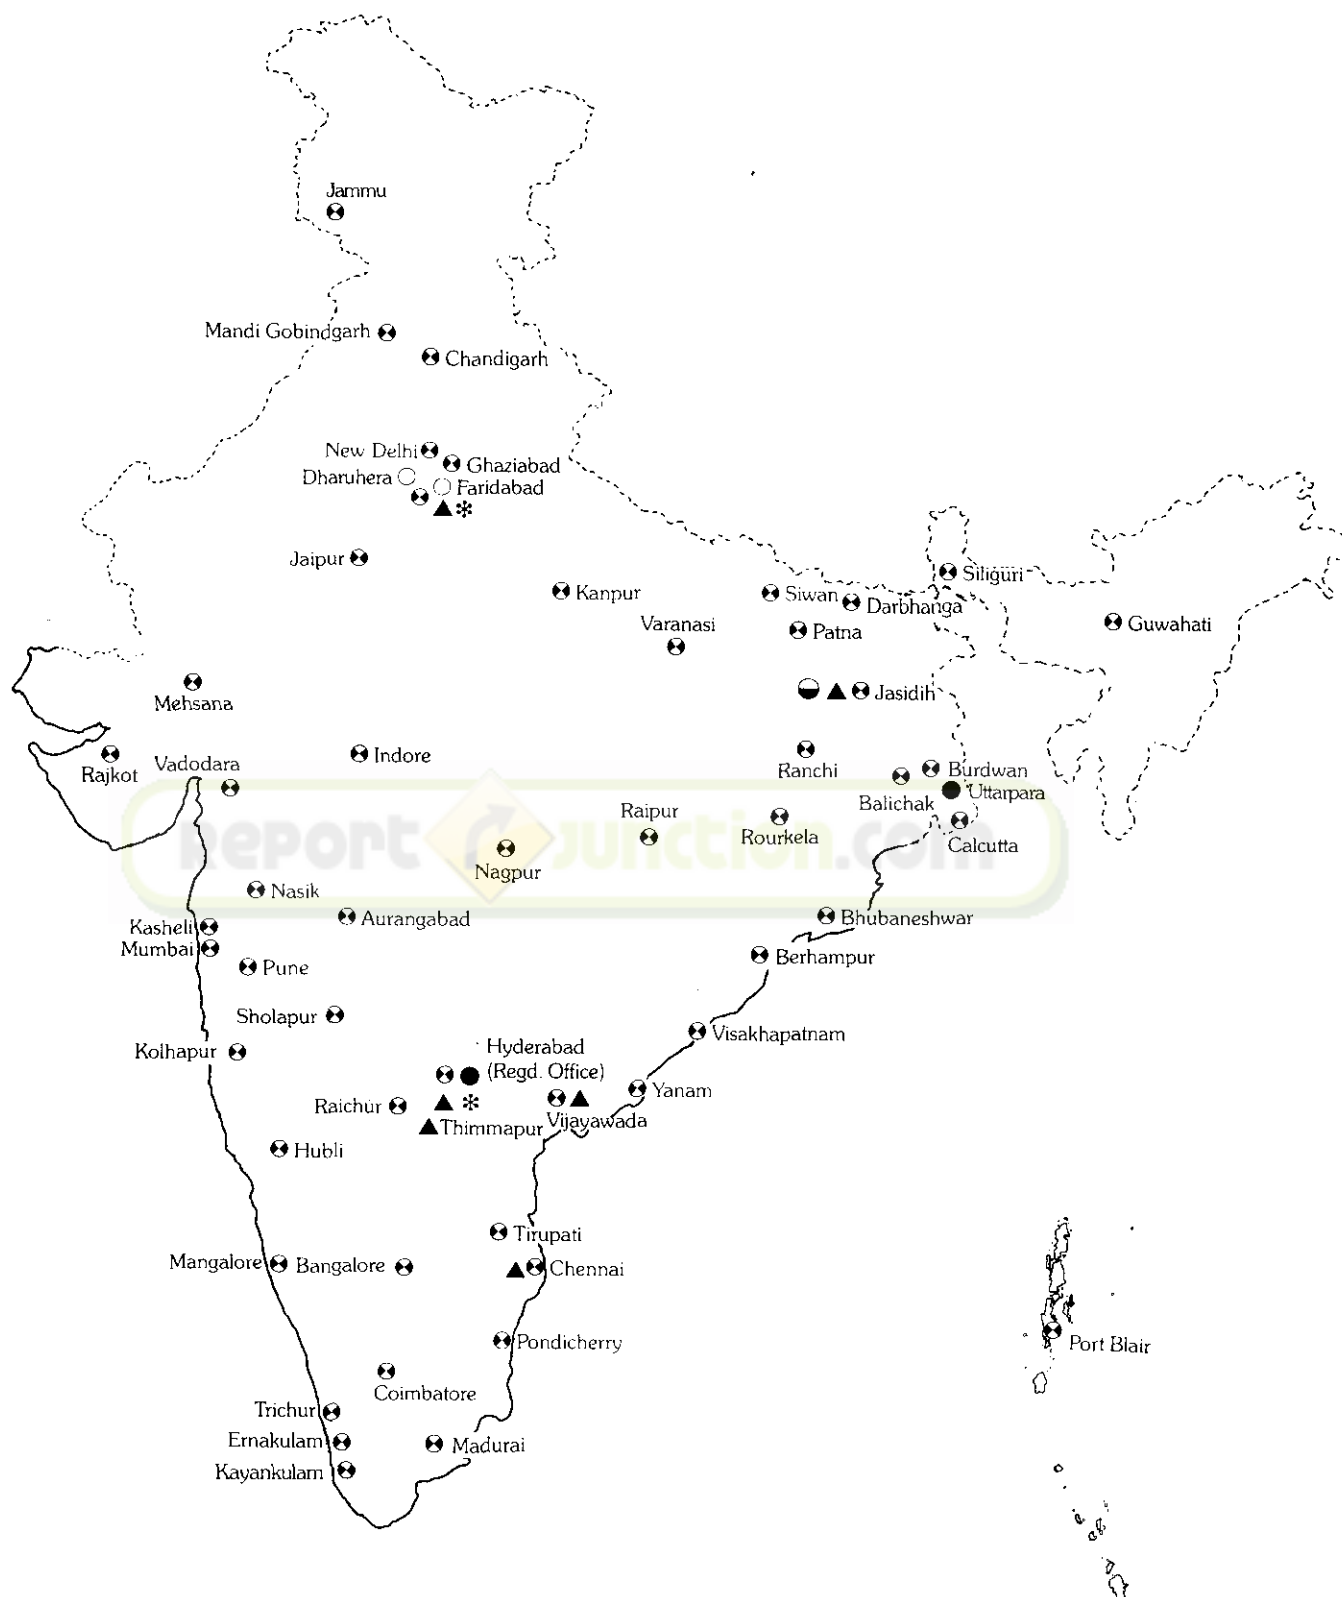 Jammu
Mandi Gobindgarh
Chandigarh
New Delhi
Ghaziabad
Dharuhera
Faridabad
Jaipur
Kanpur
Siwan
Siliguri
Darbhanga
Varanasi
Patna
Guwahati
Mehsana
Jasidih
Rajkot
Vadodara
Indore
Ranchi
Burdwan
Balichak
Uttarpara
Raipur
Rourkela
Calcutta
Report Junction.com
Nagpur
Nasik
Aurangabad
Bhubaneshwar
Kasheli
Mumbai
Berhampur
Pune
Sholapur
Visakhapatnam
Kolhapur
Hyderabad
(Regd. Office)
Yanam
Raichur
Vijayawada
Thimmapur
Hubli
Tirupati
Mangalore
Bangalore
Chennai
Pondicherry
Port Blair
Coimbatore
Trichur
Ernakulam
Madurai
Kayankulam